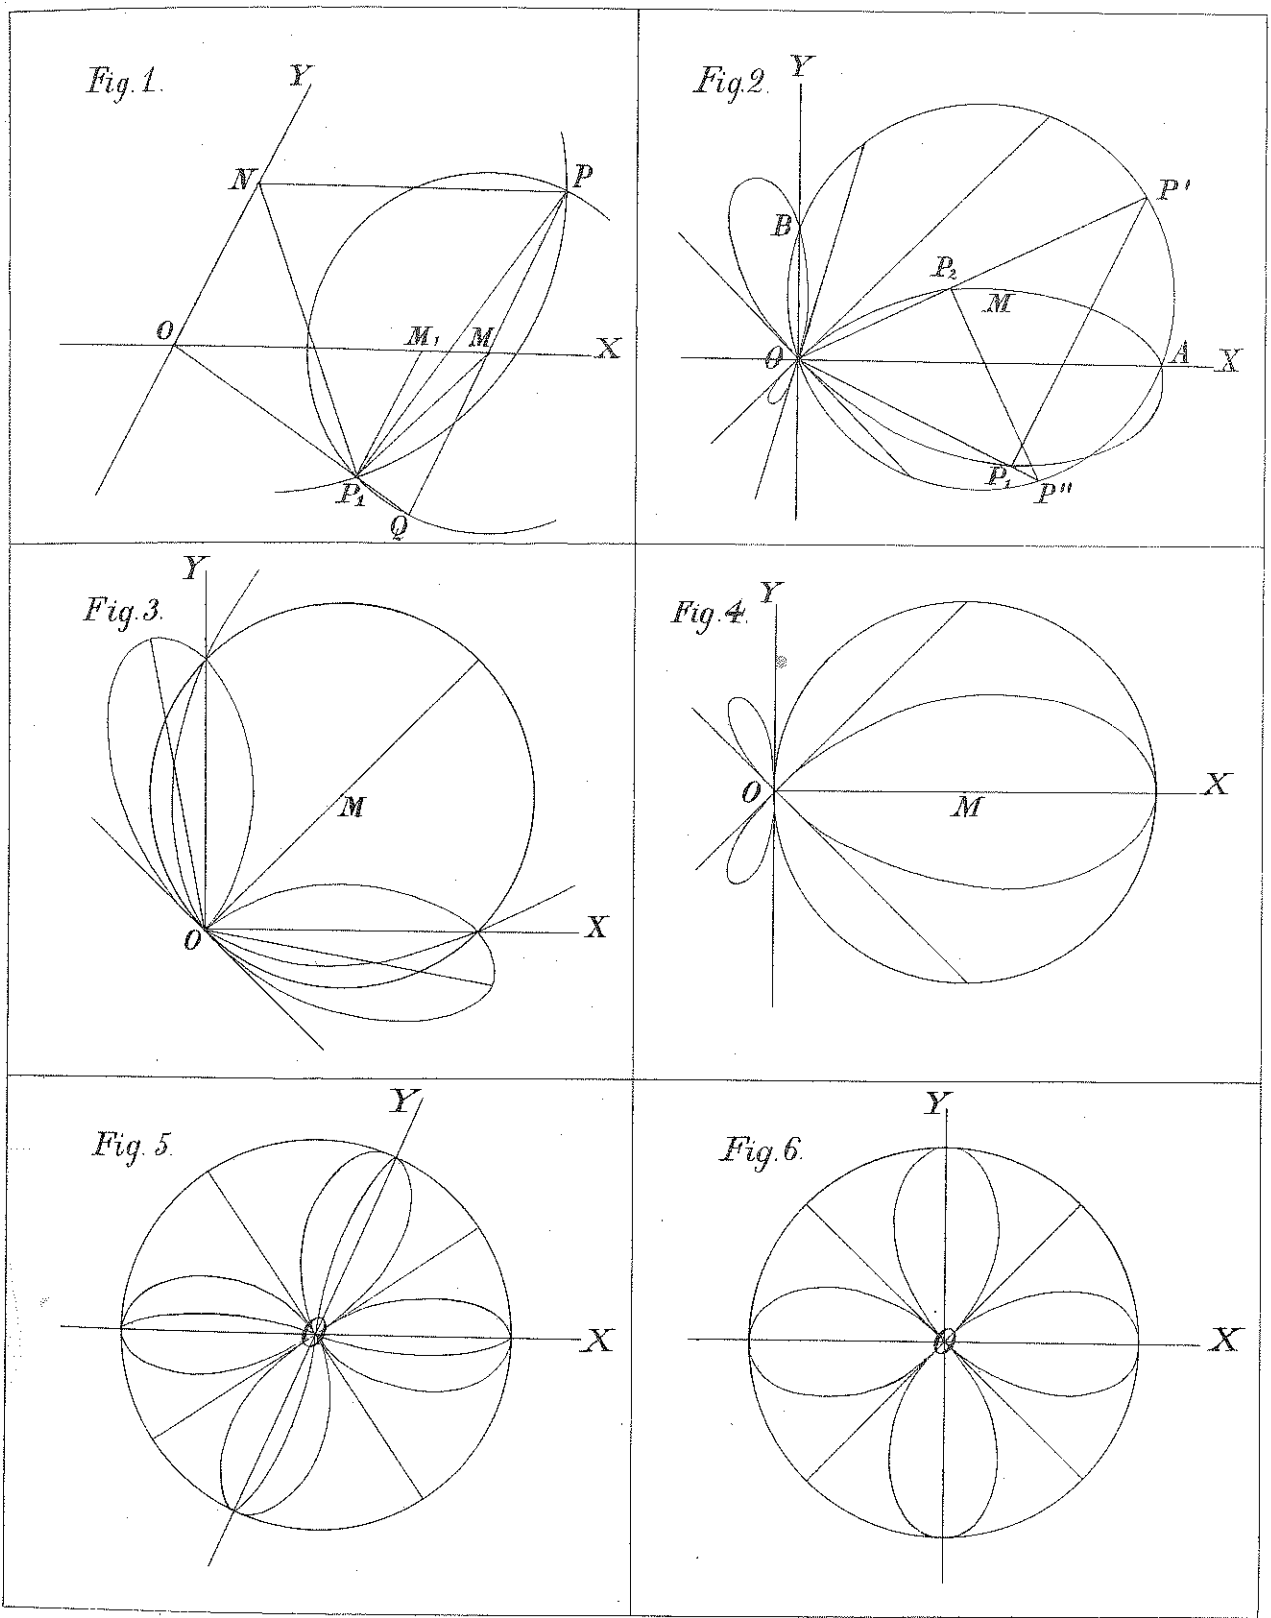 Fig. 1.
Y
N
P
O
M₁
M
X
P₁
Q
Fig. 2.
Y
B
P'
P₂
M
O
A
X
P₁
P''
Fig. 3.
Y
M
O
X
Fig. 4.
Y
O
M
X
Fig. 5.
Y
O
X
Fig. 6.
Y
O
X